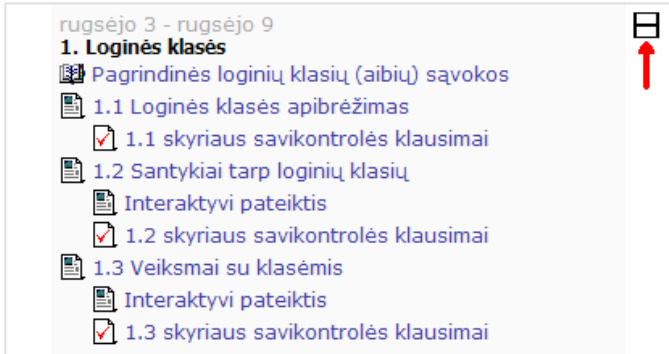 rugsėjo 3 - rugsėjo 9
1. Loginės klasės
Pagrindinės loginių klasių (aibių) sąvokos
1.1 Loginės klasės apibrėžimas
1.1 skyriaus savikontrolės klausimai
1.2 Santykiai tarp loginių klasių
Interaktyvi pateiktis
1.2 skyriaus savikontrolės klausimai
1.3 Veiksmai su klasėmis
Interaktyvi pateiktis
1.3 skyriaus savikontrolės klausimai